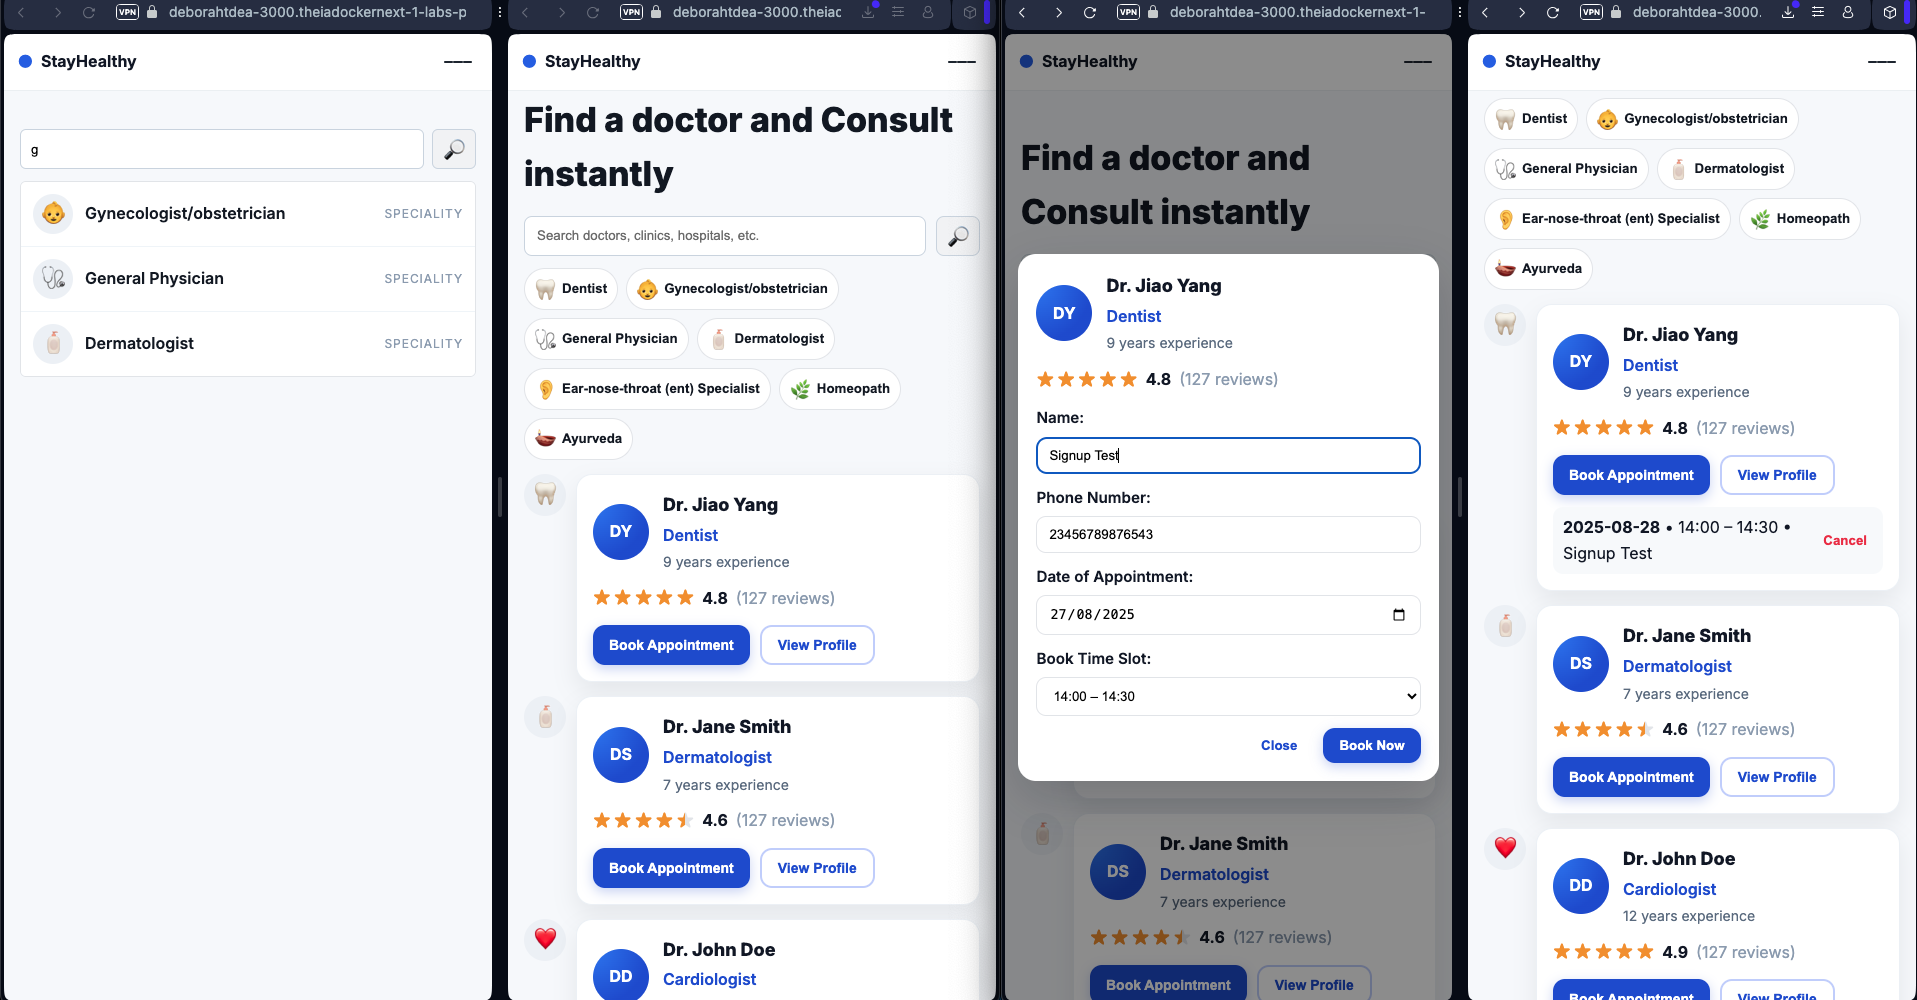 VPN deborahtdea-3000.theiadockernext-1-labs-p
StayHealthy
g
Gynecologist/obstetrician SPECIALITY
General Physician SPECIALITY
Dermatologist SPECIALITY
VPN deborahtdea-3000.theiad
StayHealthy
Find a doctor and Consult
instantly
Search doctors, clinics, hospitals, etc.
Dentist Gynecologist/obstetrician
General Physician Dermatologist
Ear-nose-throat (ent) Specialist Homeopath
Ayurveda
DY
Dr. Jiao Yang
Dentist
9 years experience
4.8 (127 reviews)
Book Appointment View Profile
DS
Dr. Jane Smith
Dermatologist
7 years experience
4.6 (127 reviews)
Book Appointment View Profile
DD
Dr. John Doe
Cardiologist
VPN deborahtdea-3000.theiadockernext-1-
StayHealthy
Find a doctor and
Consult instantly
DY
Dr. Jiao Yang
Dentist
9 years experience
4.8 (127 reviews)
Name:
Signup Test
Phone Number:
23456789876543
Date of Appointment:
27/08/2025
Book Time Slot:
14:00 – 14:30
Close Book Now
DS
Dr. Jane Smith
Dermatologist
7 years experience
4.6 (127 reviews)
Book Appointment View Profile
VPN deborahtdea-3000.
StayHealthy
Dentist Gynecologist/obstetrician
General Physician Dermatologist
Ear-nose-throat (ent) Specialist Homeopath
Ayurveda
DY
Dr. Jiao Yang
Dentist
9 years experience
4.8 (127 reviews)
Book Appointment View Profile
2025-08-28 • 14:00 – 14:30 •
Signup Test
Cancel
DS
Dr. Jane Smith
Dermatologist
7 years experience
4.6 (127 reviews)
Book Appointment View Profile
DD
Dr. John Doe
Cardiologist
12 years experience
4.9 (127 reviews)
Book Appointment View Profile